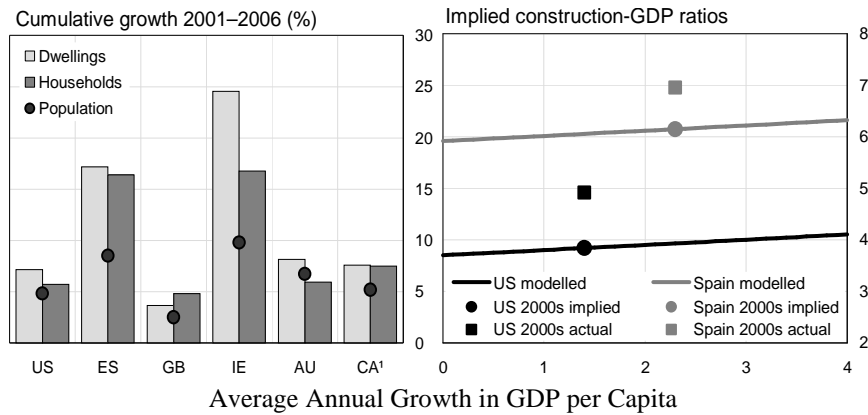 Cumulative growth 2001–2006 (%)
Dwellings
Households
Population
30
25
20
15
10
5
0
US ES GB IE AU CA¹
Implied construction-GDP ratios
8
7
6
5
4
3
2
US modelled
Spain modelled
US 2000s implied
Spain 2000s implied
US 2000s actual
Spain 2000s actual
0 1 2 3 4
Average Annual Growth in GDP per Capita